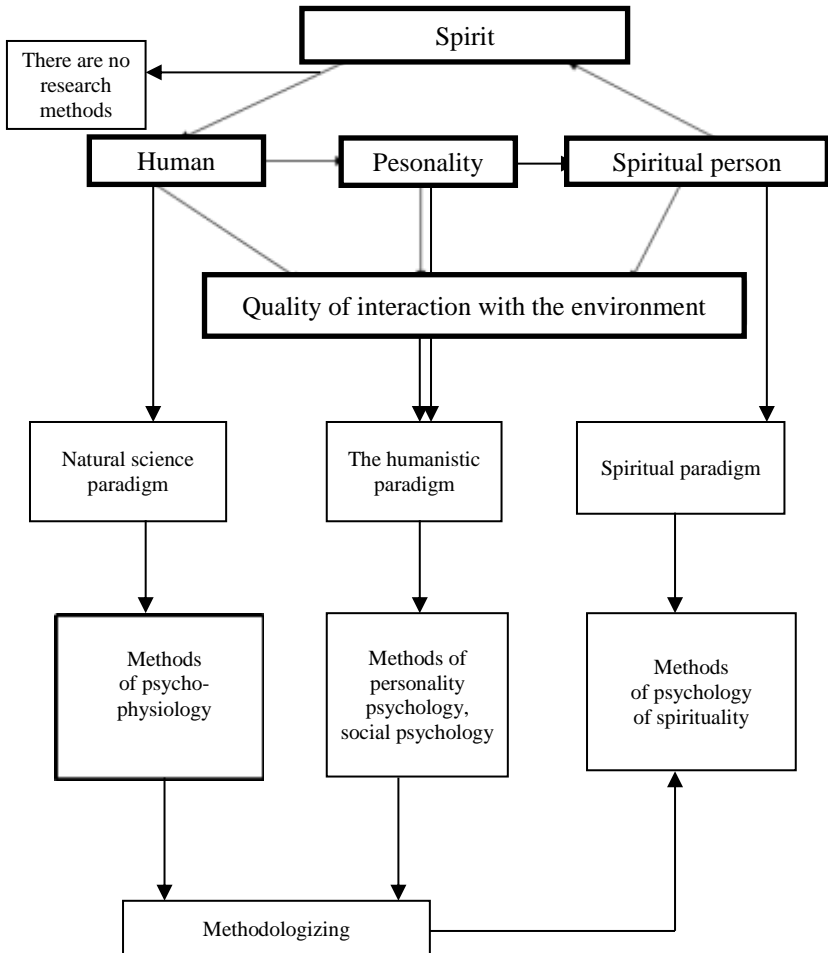 Spirit
There are no
research
methods
Human
Pesonality
Spiritual person
Quality of interaction with the environment
Natural science
paradigm
The humanistic
paradigm
Spiritual paradigm
Methods
of psycho-
physiology
Methods of
personality
psychology,
social psychology
Methods
of psychology
of spirituality
Methodologizing